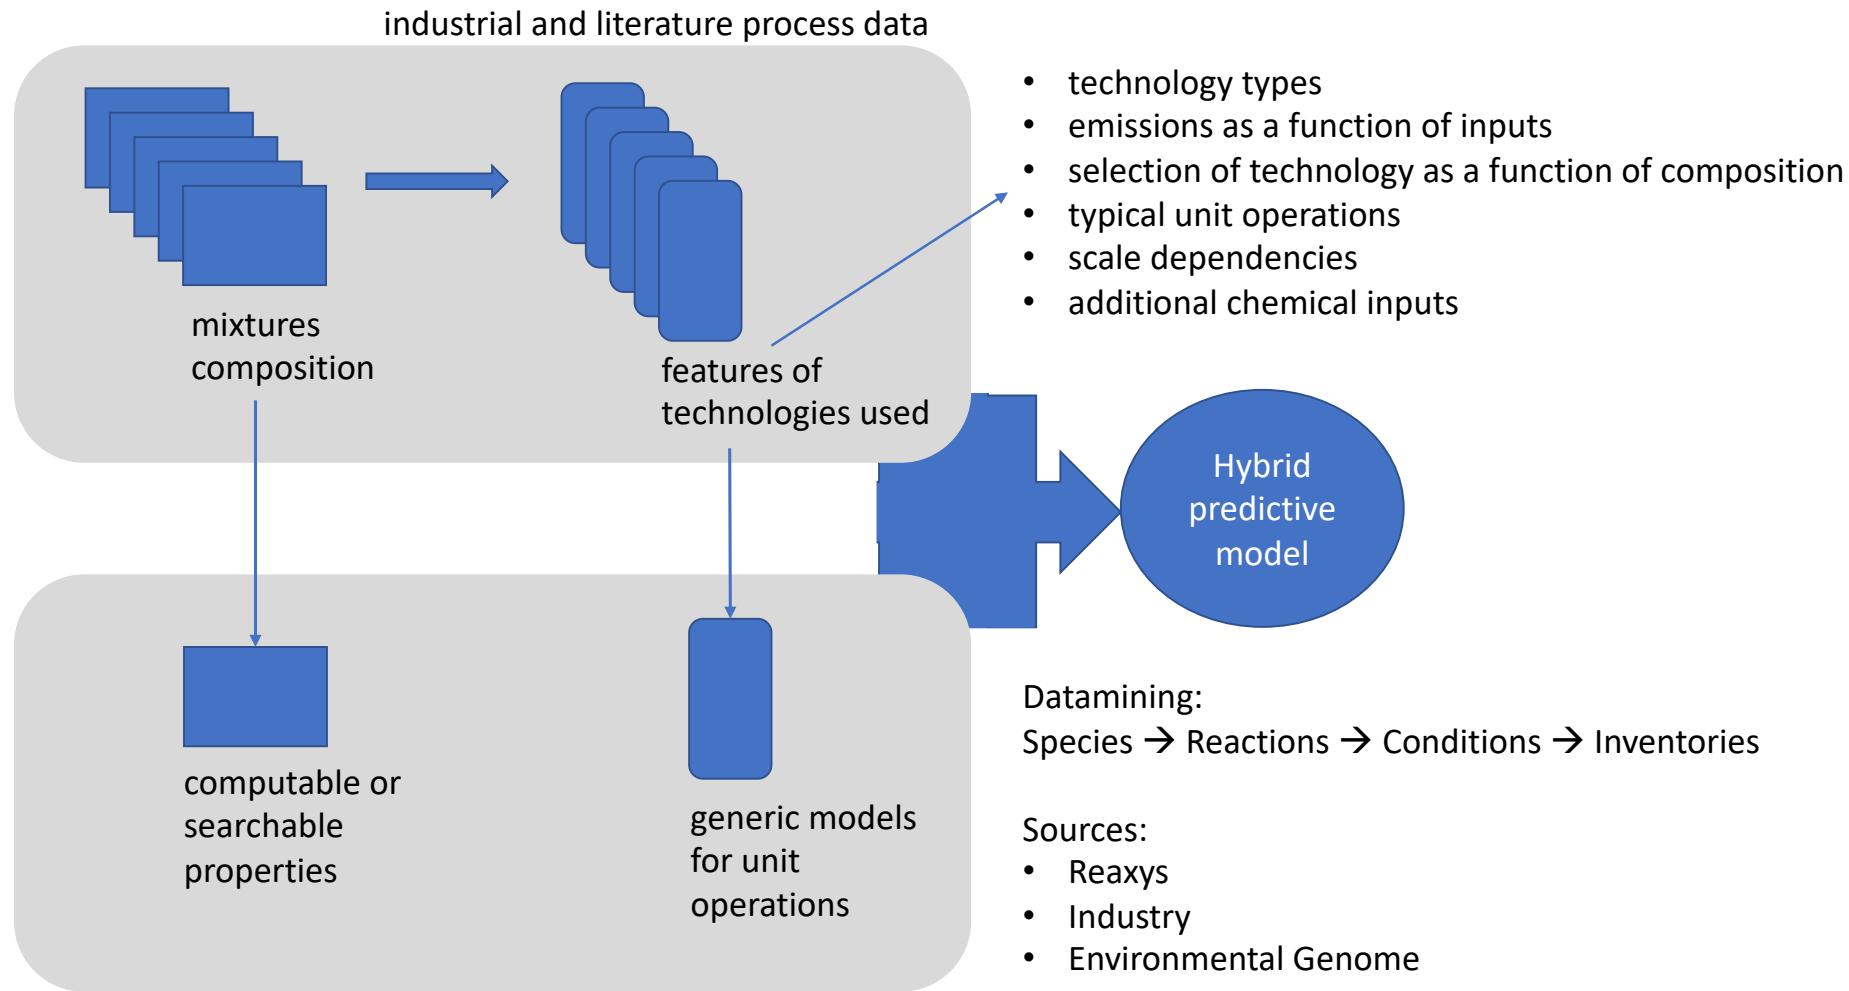 industrial and literature process data
mixtures
composition
features of
technologies used
• technology types
• emissions as a function of inputs
• selection of technology as a function of composition
• typical unit operations
• scale dependencies
• additional chemical inputs
Hybrid
predictive
model
computable or
searchable
properties
generic models
for unit
operations
Datamining:
Species → Reactions → Conditions → Inventories
Sources:
• Reaxys
• Industry
• Environmental Genome